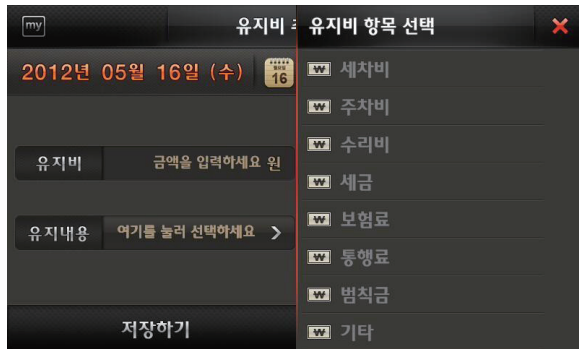 my
유지비
2012년 05월 16일 (수)
16
유지비 금액을 입력하세요 원
유지내용 여기를 눌러 선택하세요
저장하기
유지비 항목 선택
세차비
주차비
수리비
세금
보험료
통행료
범칙금
기타